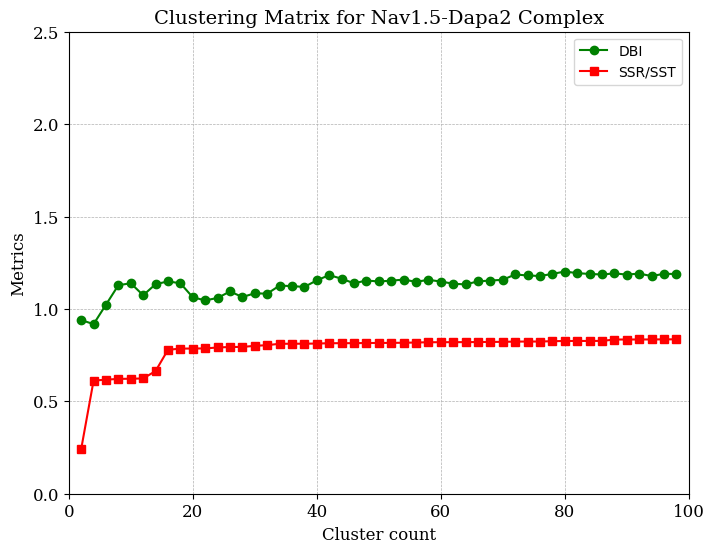 Clustering Matrix for Nav1.5-Dapa2 Complex
2.5
2.0
1.5
1.0
0.5
0.0
Metrics
DBI
SSR/SST
0 20 40 60 80 100
Cluster count